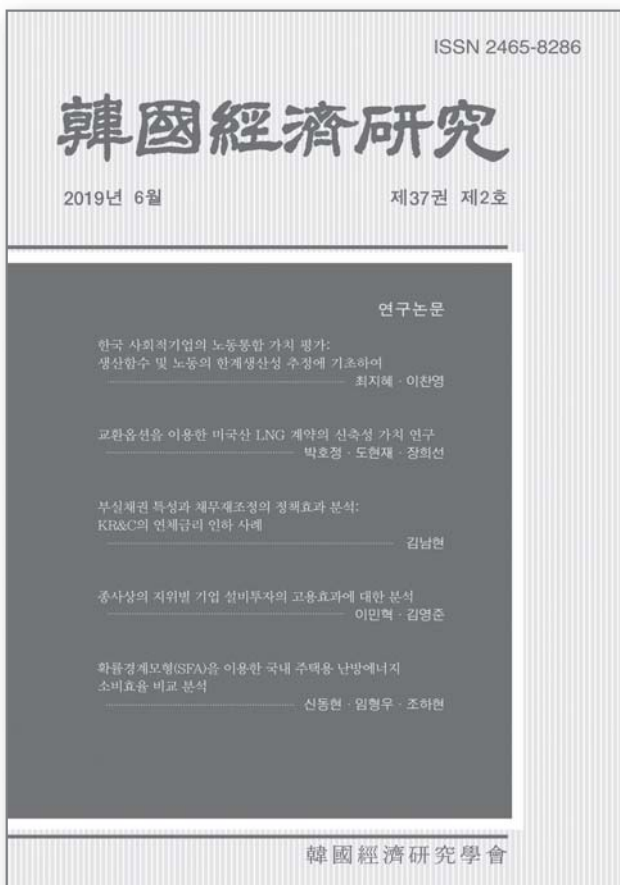 ISSN 2465-8286
韓國經濟研究
2019년 6월 제37권 제2호
연구논문
한국 사회적기업의 노동통합 가치 평가:
생산함수 및 노동의 한계생산성 추정에 기초하여
최지혜 · 이찬영
교환옵션을 이용한 미국산 LNG 계약의 신축성 가치 연구
박호정 · 도현재 · 장희선
부실채권 특성과 채무재조정의 정책효과 분석:
KR&C의 연체금리 인하 사례
김남현
종사상의 지위별 기업 설비투자의 고용효과에 대한 분석
이민혁 · 김영준
확률경계모형(SFA)을 이용한 국내 주택용 난방에너지
소비효율 비교 분석
신동현 · 임형우 · 조하현
韓國經濟研究學會